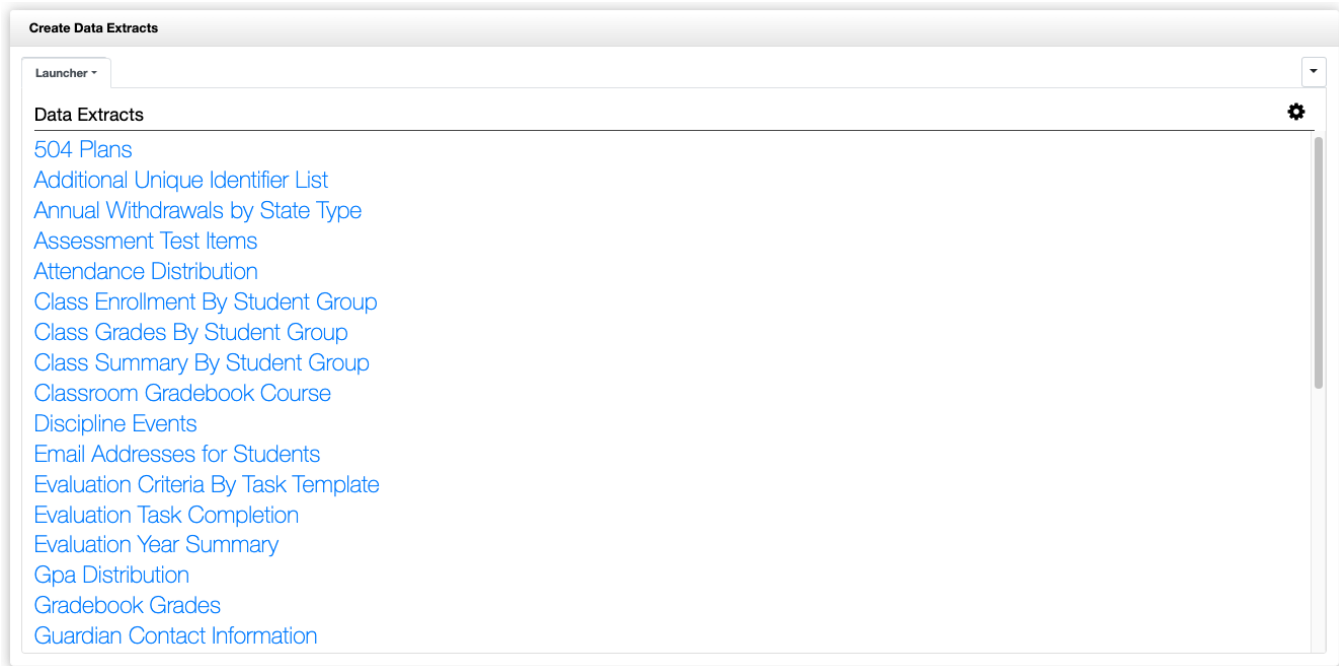 Create Data Extracts
Launcher
Data Extracts
504 Plans
Additional Unique Identifier List
Annual Withdrawals by State Type
Assessment Test Items
Attendance Distribution
Class Enrollment By Student Group
Class Grades By Student Group
Class Summary By Student Group
Classroom Gradebook Course
Discipline Events
Email Addresses for Students
Evaluation Criteria By Task Template
Evaluation Task Completion
Evaluation Year Summary
Gpa Distribution
Gradebook Grades
Guardian Contact Information